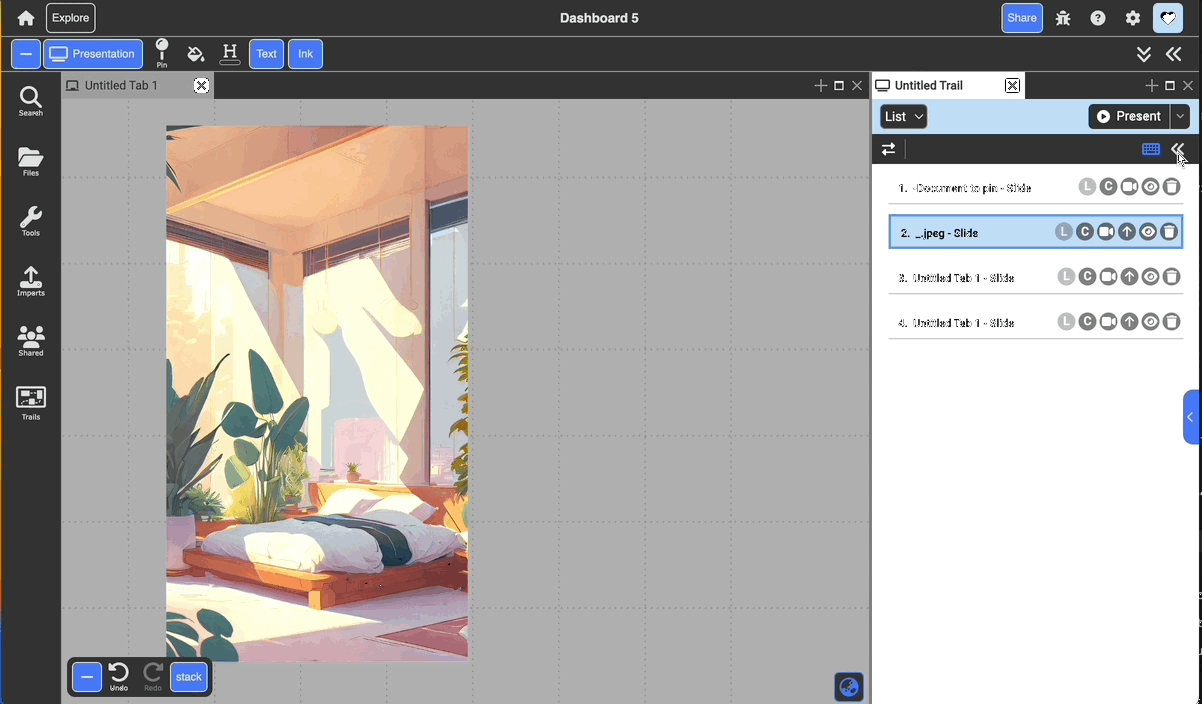 Explore
Dashboard 5
Share
Presentation
Pin
H
Text
Ink
Untitled Tab 1
Untitled Trail
List
Present
Search
Files
Tools
Imports
Shared
Trails
1. -Document to pin - Slide
L C
2. _.jpeg - Slide
L C
3. Untitled Tab 1 - Slide
L C
4. Untitled Tab 1 - Slide
L C
Undo
Redo
stack